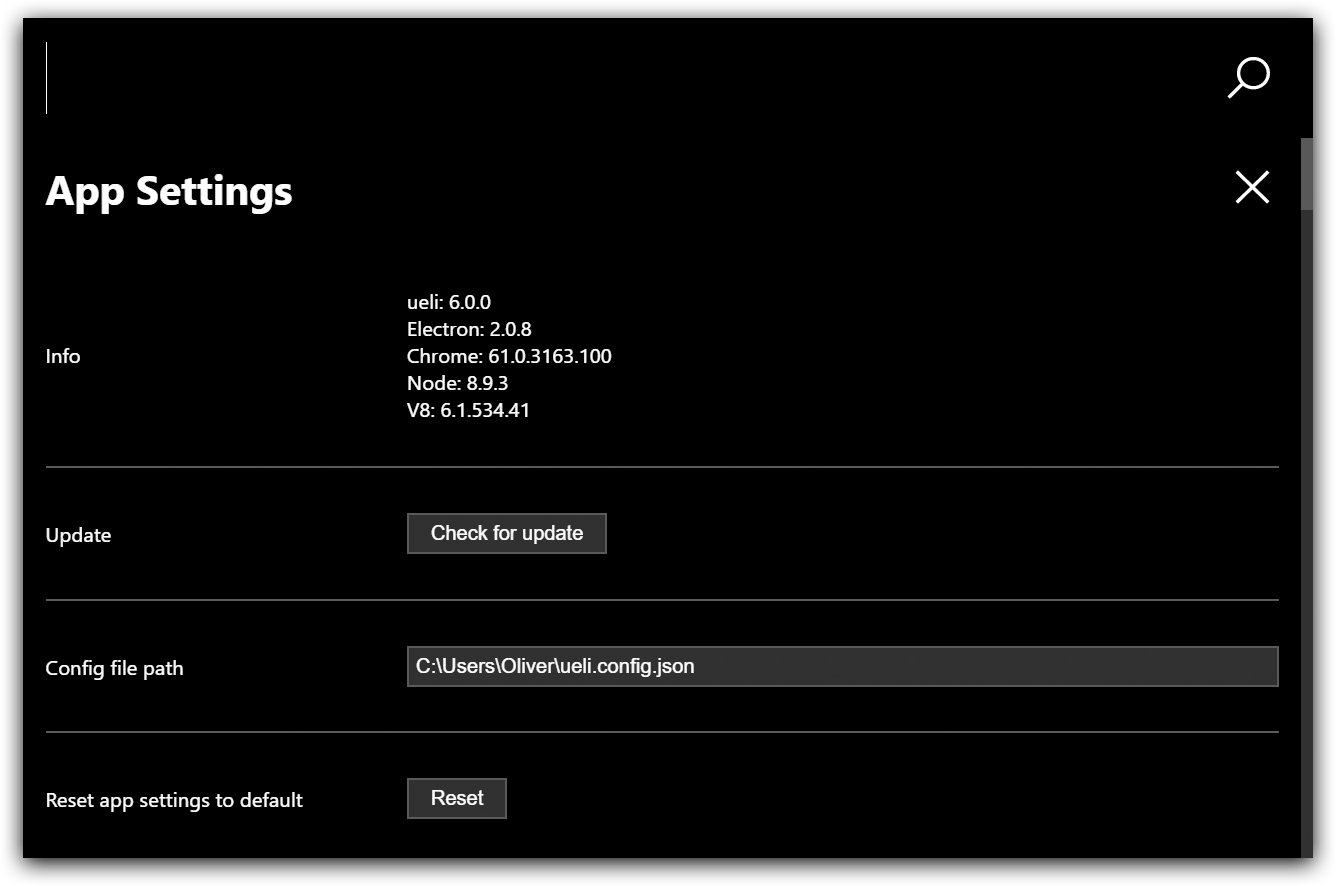 App Settings
Info
ueli: 6.0.0
Electron: 2.0.8
Chrome: 61.0.3163.100
Node: 8.9.3
V8: 6.1.534.41
Update
Check for update
Config file path
C:\Users\Oliver\ueli.config.json
Reset app settings to default
Reset